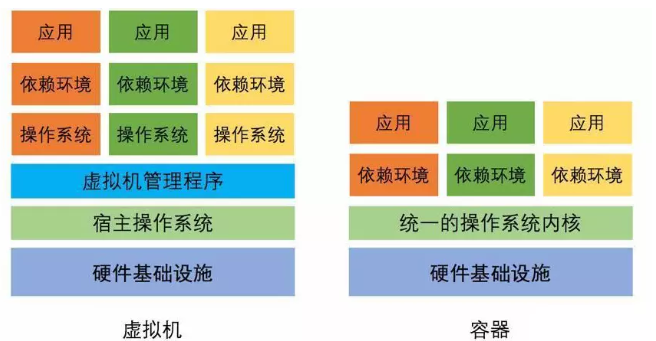 应用 应用 应用
依赖环境 依赖环境 依赖环境
操作系统 操作系统 操作系统
虚拟机管理程序
宿主操作系统
硬件基础设施
虚拟机
应用 应用 应用
依赖环境 依赖环境 依赖环境
统一的操作系统内核
硬件基础设施
容器